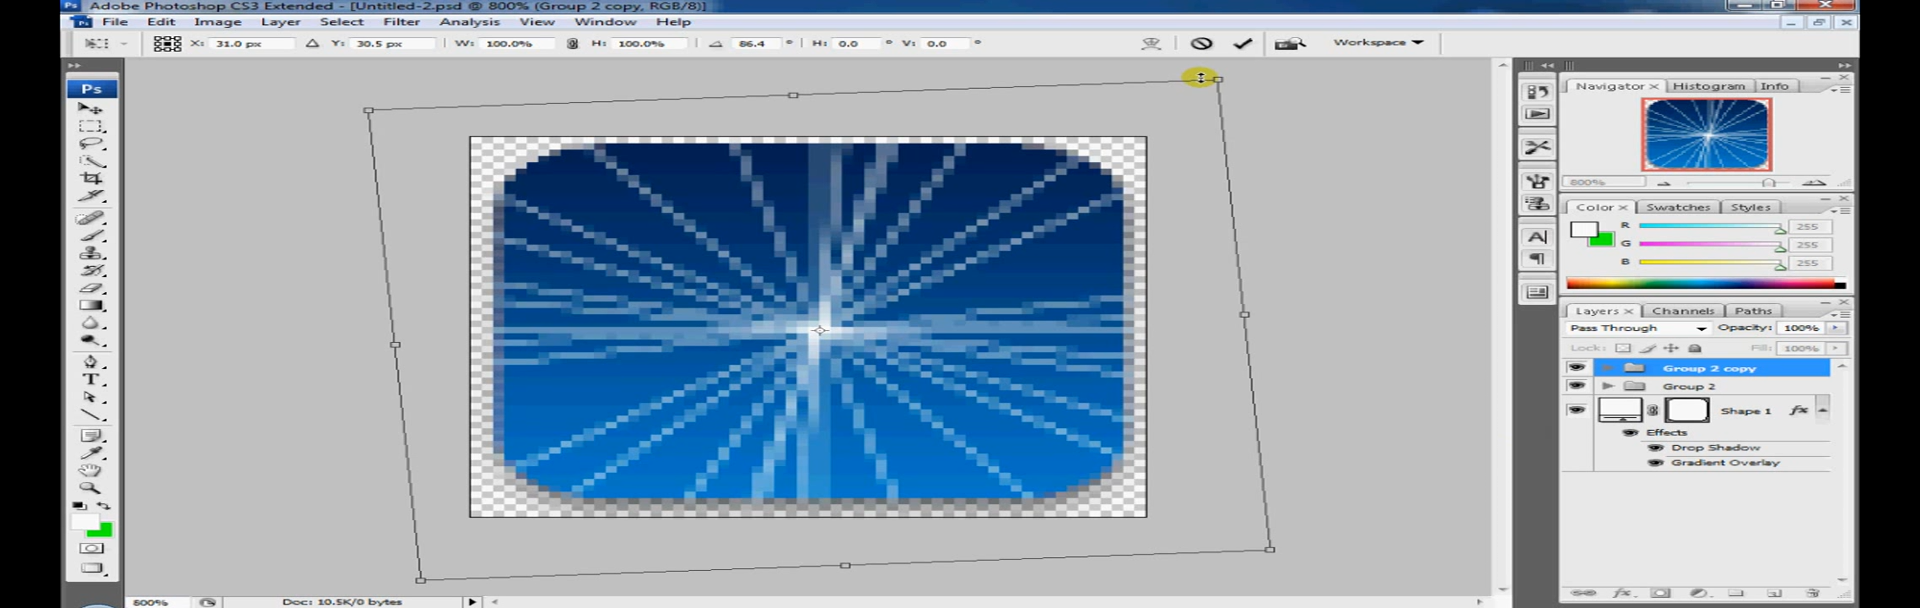 Adobe Photoshop CS3 Extended - [Untitled-2.psd @ 800% (Group 2 copy, RGB/8)]
Ps File Edit Image Layer Select Filter Analysis View Window Help
X: 31.0 px Y: 30.5 px W: 100.0% H: 100.0% 86.4 ° H: 0.0 ° V: 0.0 ° Workspace
Ps
Navigator x Histogram Info
800%
Color x Swatches Styles
R 255
G 255
B 255
Layers x Channels Paths
Pass Through Opacity: 100%
Lock: Fill: 100%
Group 2 copy
Group 2
Shape 1 fx
Effects
Drop Shadow
Gradient Overlay
T
A
fx
800% Doc: 10.5K/0 bytes